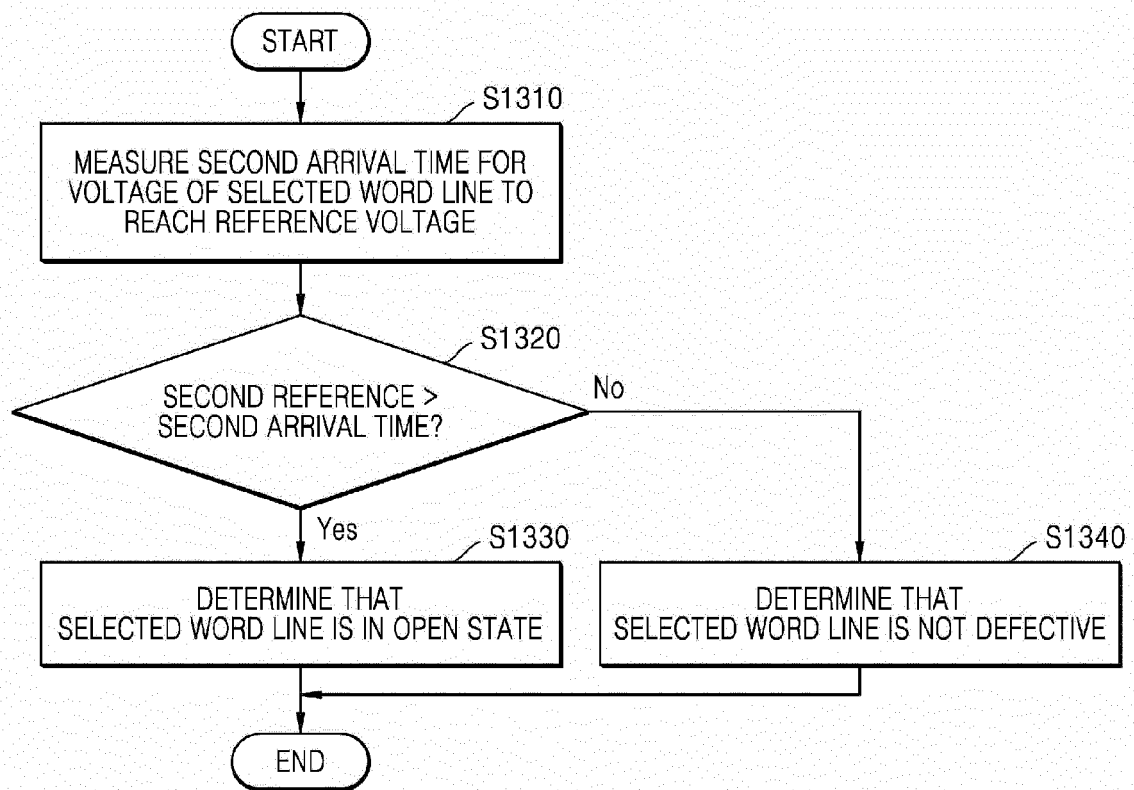 START
S1310
MEASURE SECOND ARRIVAL TIME FOR
VOLTAGE OF SELECTED WORD LINE TO
REACH REFERENCE VOLTAGE
S1320
SECOND REFERENCE >
SECOND ARRIVAL TIME?
No
Yes
S1330
DETERMINE THAT
SELECTED WORD LINE IS IN OPEN STATE
S1340
DETERMINE THAT
SELECTED WORD LINE IS NOT DEFECTIVE
END